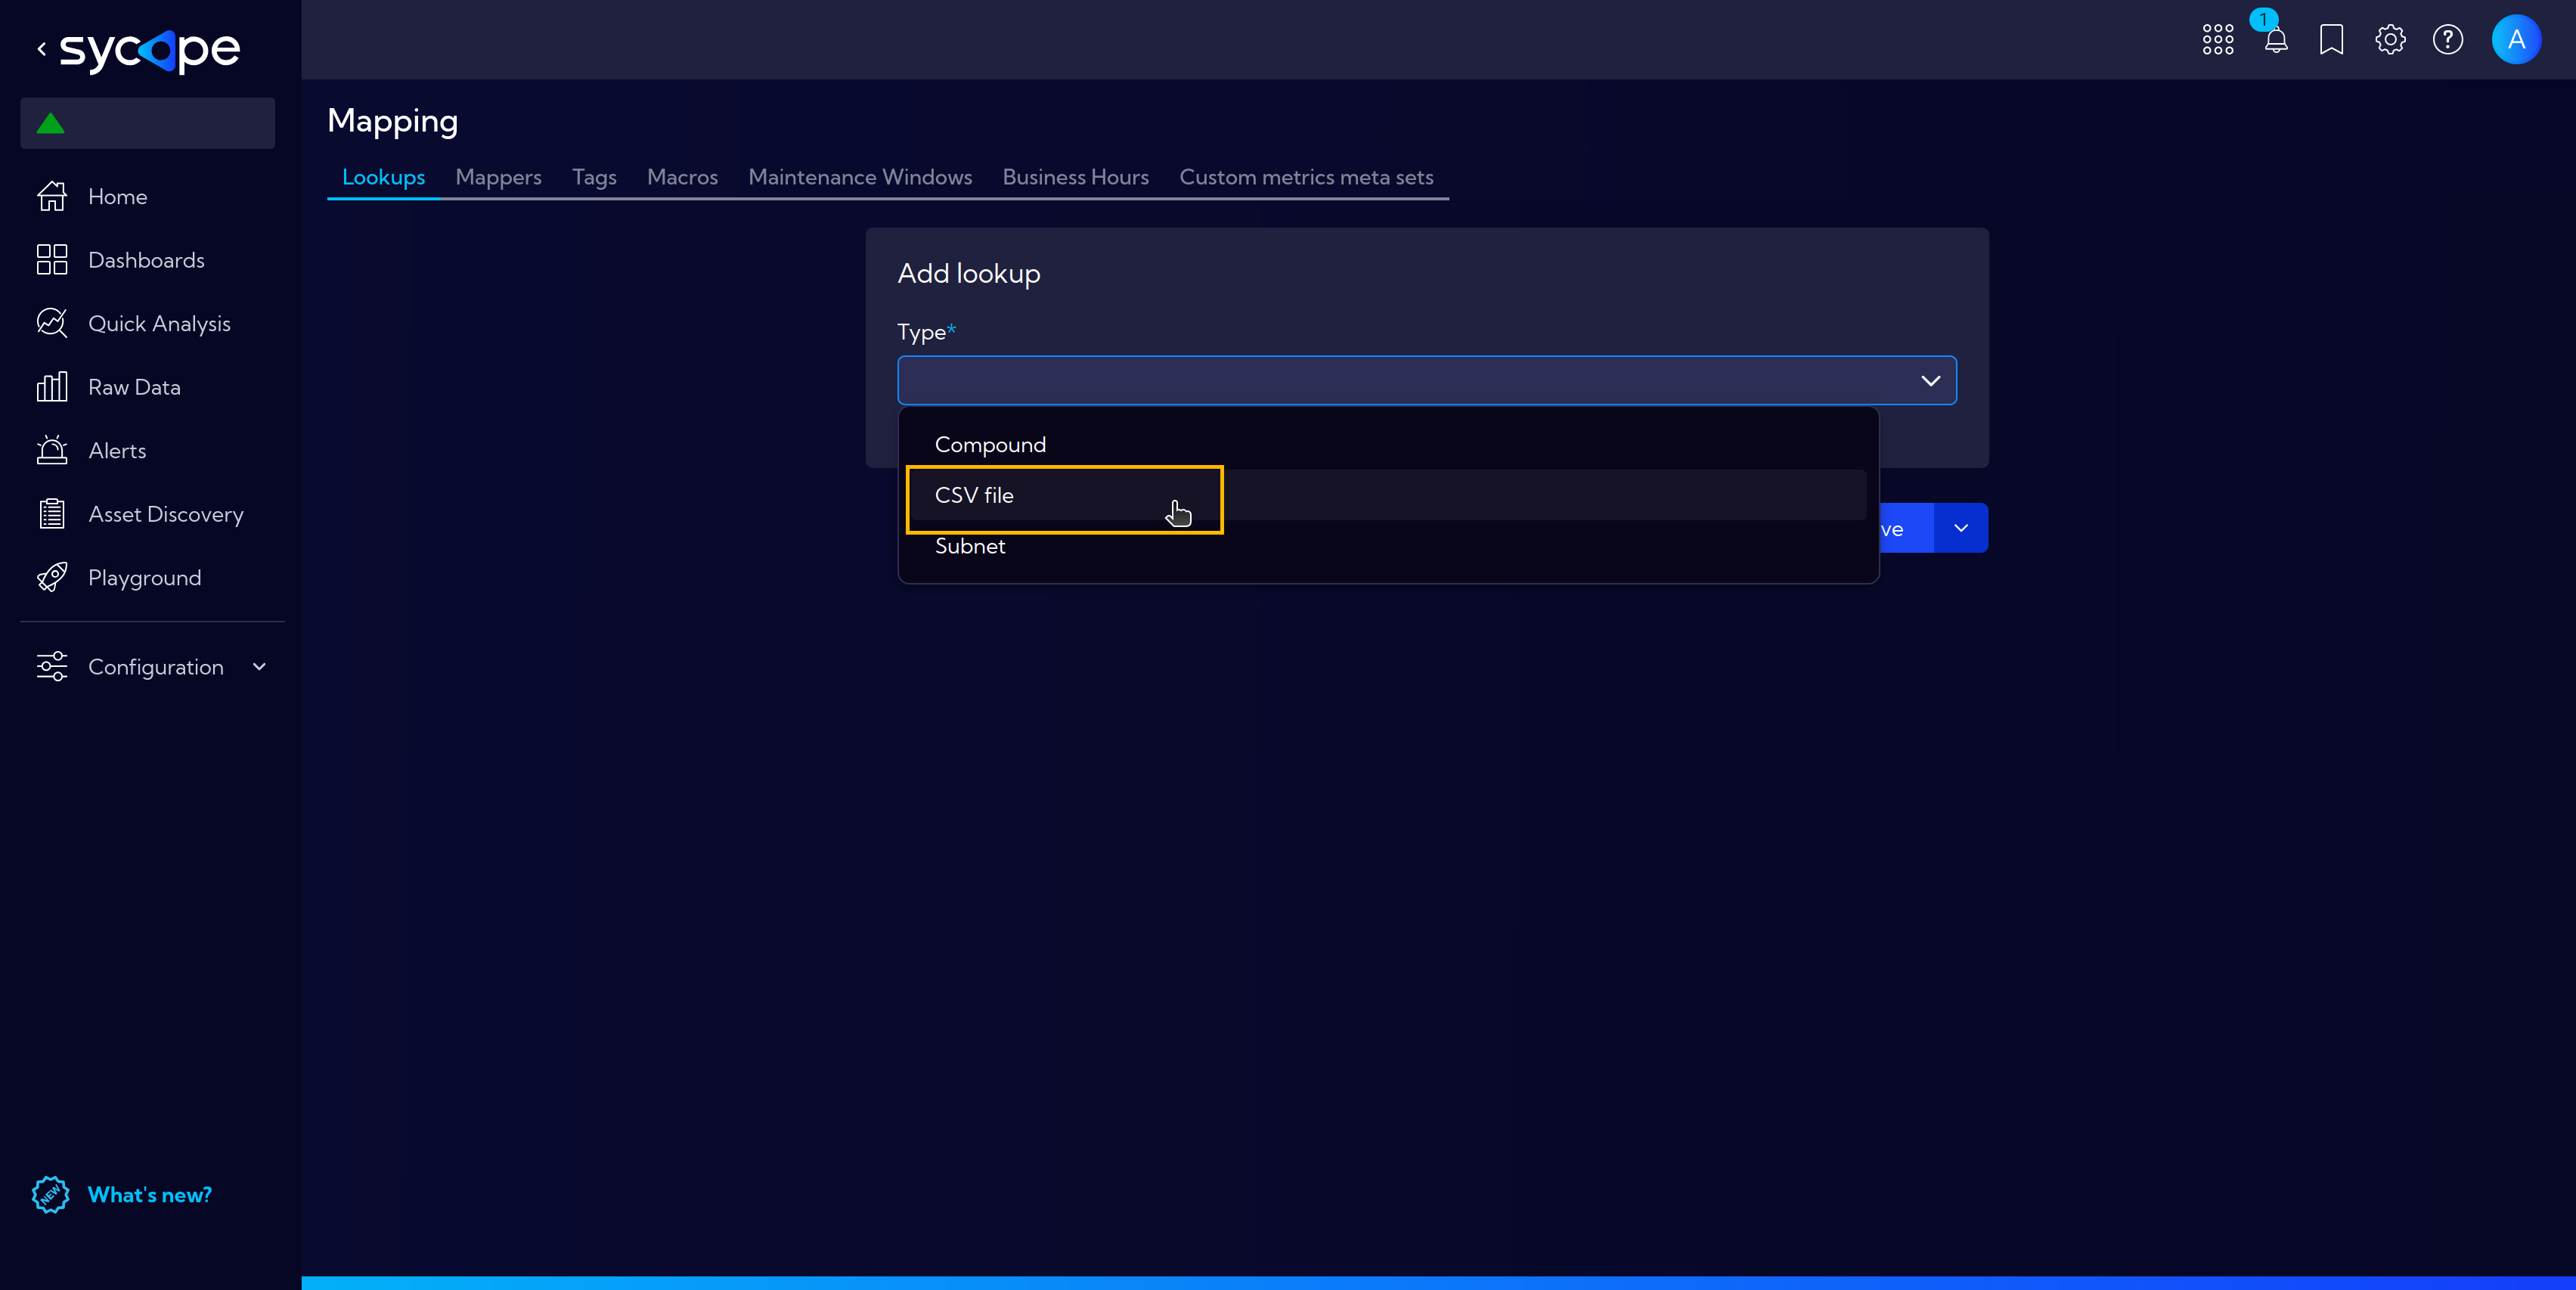 sycope
1
A
Mapping
Lookups Mappers Tags Macros Maintenance Windows Business Hours Custom metrics meta sets
Home
Dashboards
Quick Analysis
Raw Data
Alerts
Asset Discovery
Playground
Configuration
NEW What's new?
Add lookup
Type*
Compound
CSV file
Subnet
ve